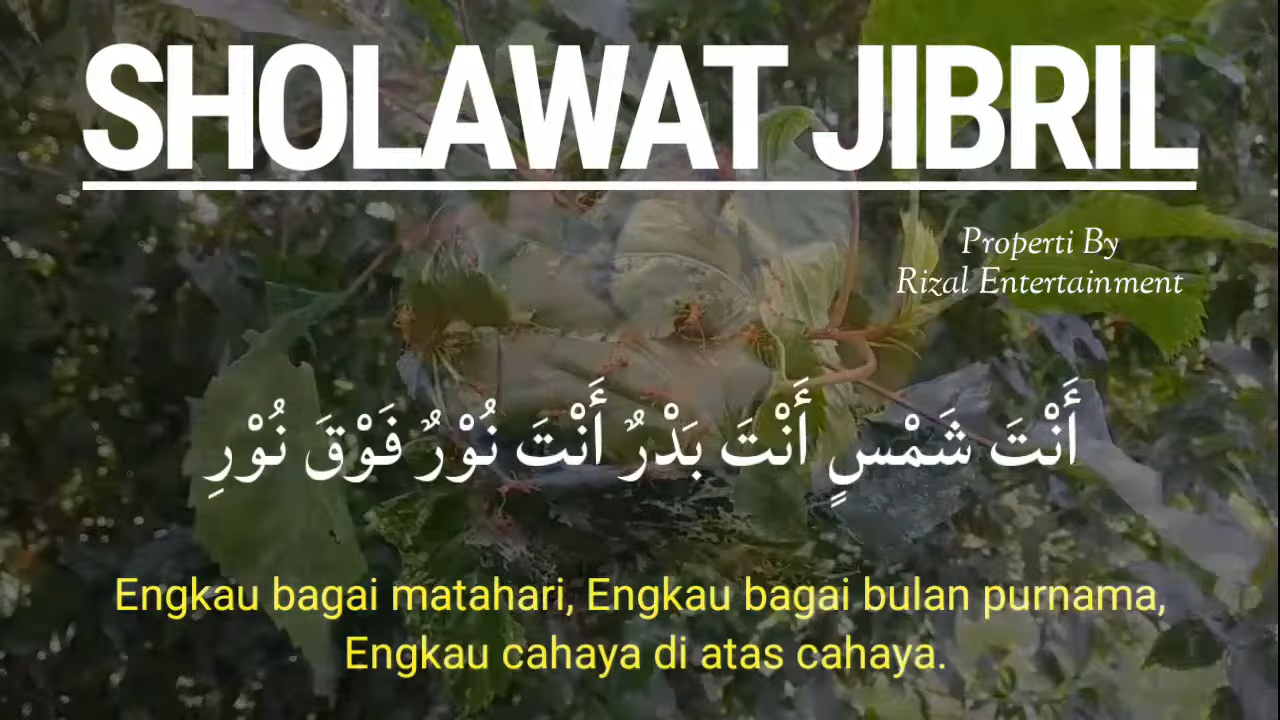 SHOLAWAT JIBRIL
Properti By
Rizal Entertainment
أَنْتَ شَمْسٍ أَنْتَ بَدْرٌ أَنْتَ نُوْرٌ فَوْقَ نُوْرِ
Engkau bagai matahari, Engkau bagai bulan purnama,
Engkau cahaya di atas cahaya.